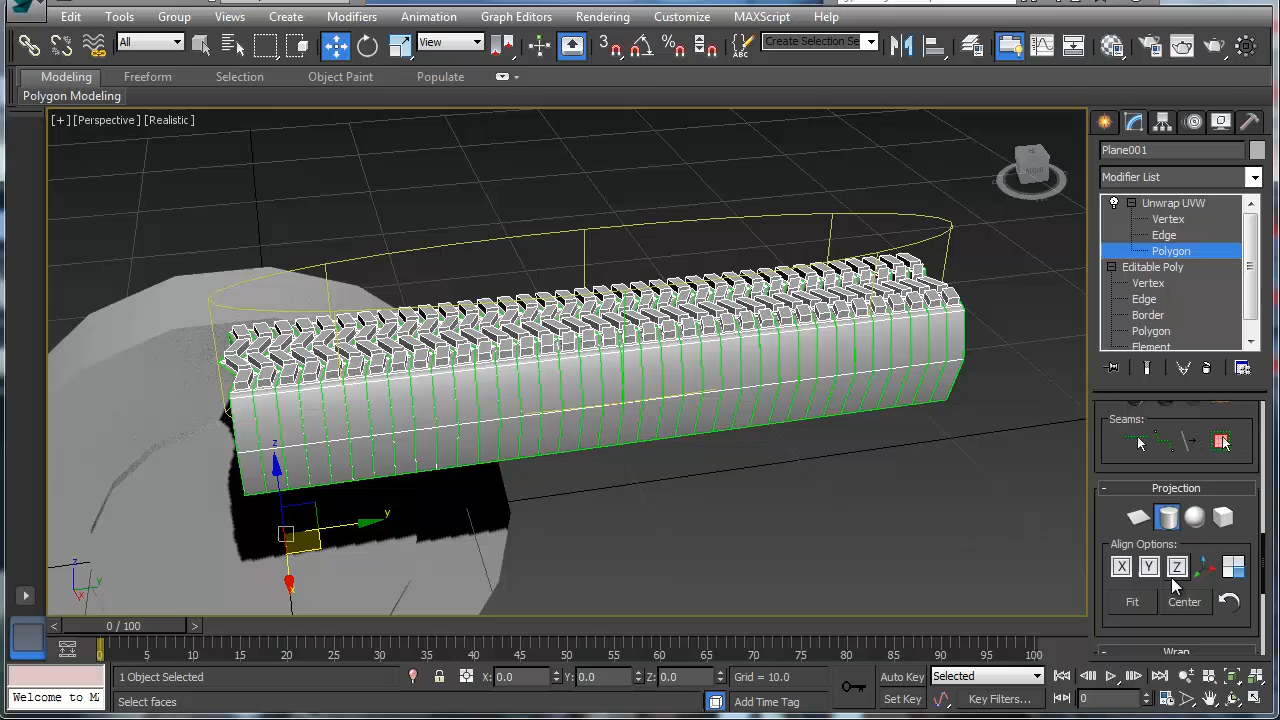 Edit Tools Group Views Create Modifiers Animation Graph Editors Rendering Customize MAXScript Help
All View 3 Create Selection Se
Modeling Freeform Selection Object Paint Populate
Polygon Modeling
[+] [Perspective] [Realistic]
Plane001
Modifier List
Unwrap UVW
Vertex
Edge
Polygon
Editable Poly
Vertex
Edge
Border
Polygon
Element
Seams:
- Projection
Align Options:
X Y Z
Fit Center
- Wrap
z
y
x
z
y
x
RIGHT
< 0 / 100 >
0 5 10 15 20 25 30 35 40 45 50 55 60 65 70 75 80 85 90 95 100
1 Object Selected X: 0.0 Y: 0.0 Z: 0.0 Grid = 10.0 Auto Key Selected
Welcome to MA Select faces Add Time Tag Set Key Key Filters... 0